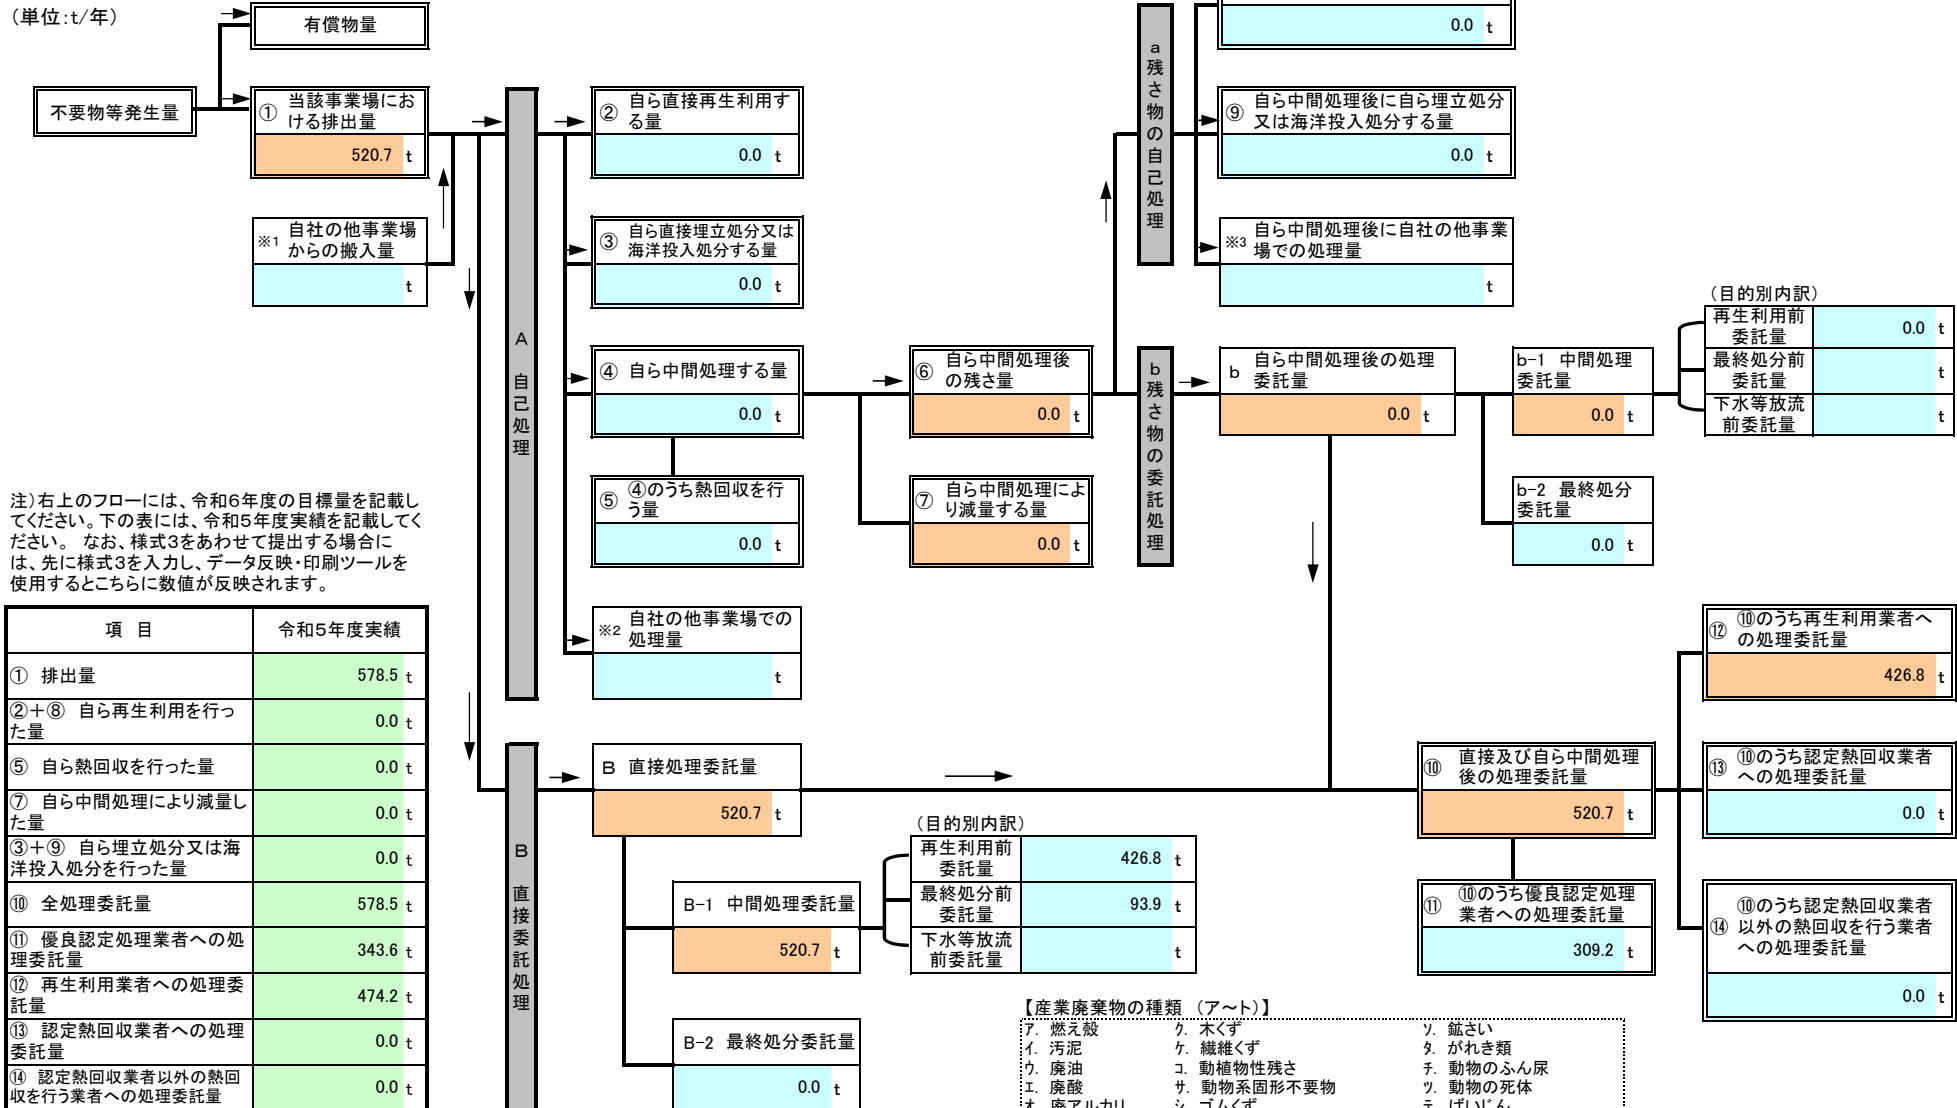 (単位:t/年)
有償物量
不要物等発生量
① 当該事業場にお
ける排出量
520.7 t
※1 自社の他事業場
からの搬入量
t
A 自己処理
② 自ら直接再生利用す
る量
0.0 t
③ 自ら直接埋立処分又は
海洋投入処分する量
0.0 t
④ 自ら中間処理する量
0.0 t
⑤ ④のうち熱回収を行
う量
0.0 t
※2 自社の他事業場での
処理量
t
⑥ 自ら中間処理後
の残さ量
0.0 t
⑦ 自ら中間処理によ
り減量する量
0.0 t
a 残さ物の自己処理
0.0 t
⑨ 自ら中間処理後に自ら埋立処分
又は海洋投入処分する量
0.0 t
※3 自ら中間処理後に自社の他事業
場での処理量
t
b 残さ物の委託処理
b 自ら中間処理後の処理
委託量
0.0 t
b-1 中間処理
委託量
0.0 t
b-2 最終処分
委託量
0.0 t
(目的別内訳)
再生利用前
委託量
0.0 t
最終処分前
委託量
t
下水等放流
前委託量
t
注)右上のフローには、令和6年度の目標量を記載し
てください。下の表には、令和5年度実績を記載してく
ださい。 なお、様式3をあわせて提出する場合に
は、先に様式3を入力し、データ反映・印刷ツールを
使用するとこちらに数値が反映されます。
項 目 令和5年度実績
① 排出量 578.5 t
②+⑧ 自ら再生利用を行っ
た量
0.0 t
⑤ 自ら熱回収を行った量 0.0 t
⑦ 自ら中間処理により減量し
た量
0.0 t
③+⑨ 自ら埋立処分又は海
洋投入処分を行った量
0.0 t
⑩ 全処理委託量 578.5 t
⑪ 優良認定処理業者への処
理委託量
343.6 t
⑫ 再生利用業者への処理委
託量
474.2 t
⑬ 認定熱回収業者への処理
委託量
0.0 t
⑭ 認定熱回収業者以外の熱回
収を行う業者への処理委託量
0.0 t
B 直接委託処理
B 直接処理委託量
520.7 t
B-1 中間処理委託量
520.7 t
B-2 最終処分委託量
0.0 t
(目的別内訳)
再生利用前
委託量
426.8 t
最終処分前
委託量
93.9 t
下水等放流
前委託量
t
⑩ 直接及び自ら中間処理
後の処理委託量
520.7 t
⑪ ⑩のうち優良認定処理
業者への処理委託量
309.2 t
⑫ ⑩のうち再生利用業者へ
の処理委託量
426.8 t
⑬ ⑩のうち認定熱回収業者
への処理委託量
0.0 t
⑭ ⑩のうち認定熱回収業者
以外の熱回収を行う業者
への処理委託量
0.0 t
【産業廃棄物の種類 (ア~ト)】
ア. 燃え殻 ク. 木くず ソ. 鉱さい
イ. 汚泥 ケ. 繊維くず タ. がれき類
ウ. 廃油 コ. 動植物性残さ チ. 動物のふん尿
エ. 廃酸 サ. 動物系固形不要物 ツ. 動物の死体
オ. 廃アルカリ シ. ゴムくず テ. ばいじん